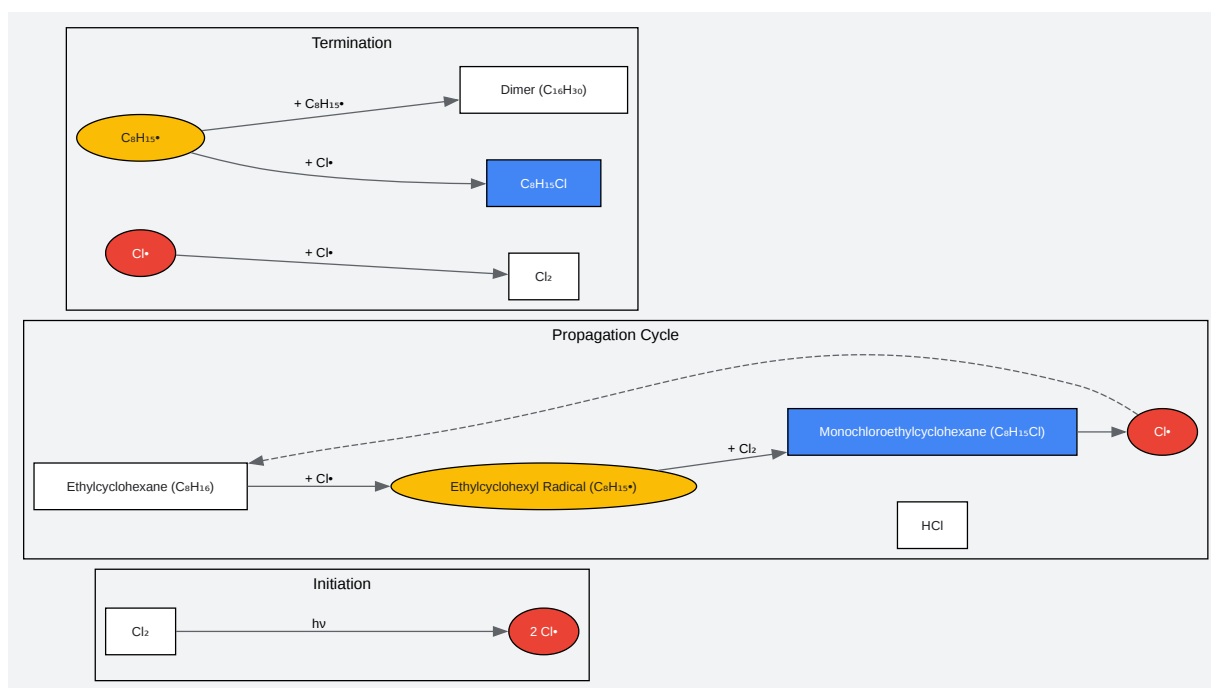 Termination
Dimer (C₁₆H₃₀)
+ C₈H₁₅•
C₈H₁₅•
+ Cl•
C₈H₁₅Cl
Cl•
+ Cl•
Cl₂
Propagation Cycle
Monochloroethylcyclohexane (C₈H₁₅Cl)
Cl•
+ Cl₂
Ethylcyclohexane (C₈H₁₆)
+ Cl•
Ethylcyclohexyl Radical (C₈H₁₅•)
HCl
Initiation
Cl₂
hν
2 Cl•